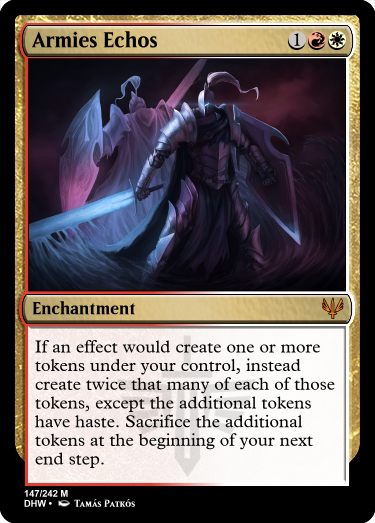 Armies Echos 1
Enchantment
If an effect would create one or more
tokens under your control, instead
create twice that many of each of those
tokens, except the additional tokens
have haste. Sacrifice the additional
tokens at the beginning of your next
end step.
147/242 M
DHW • Tamás Patkós